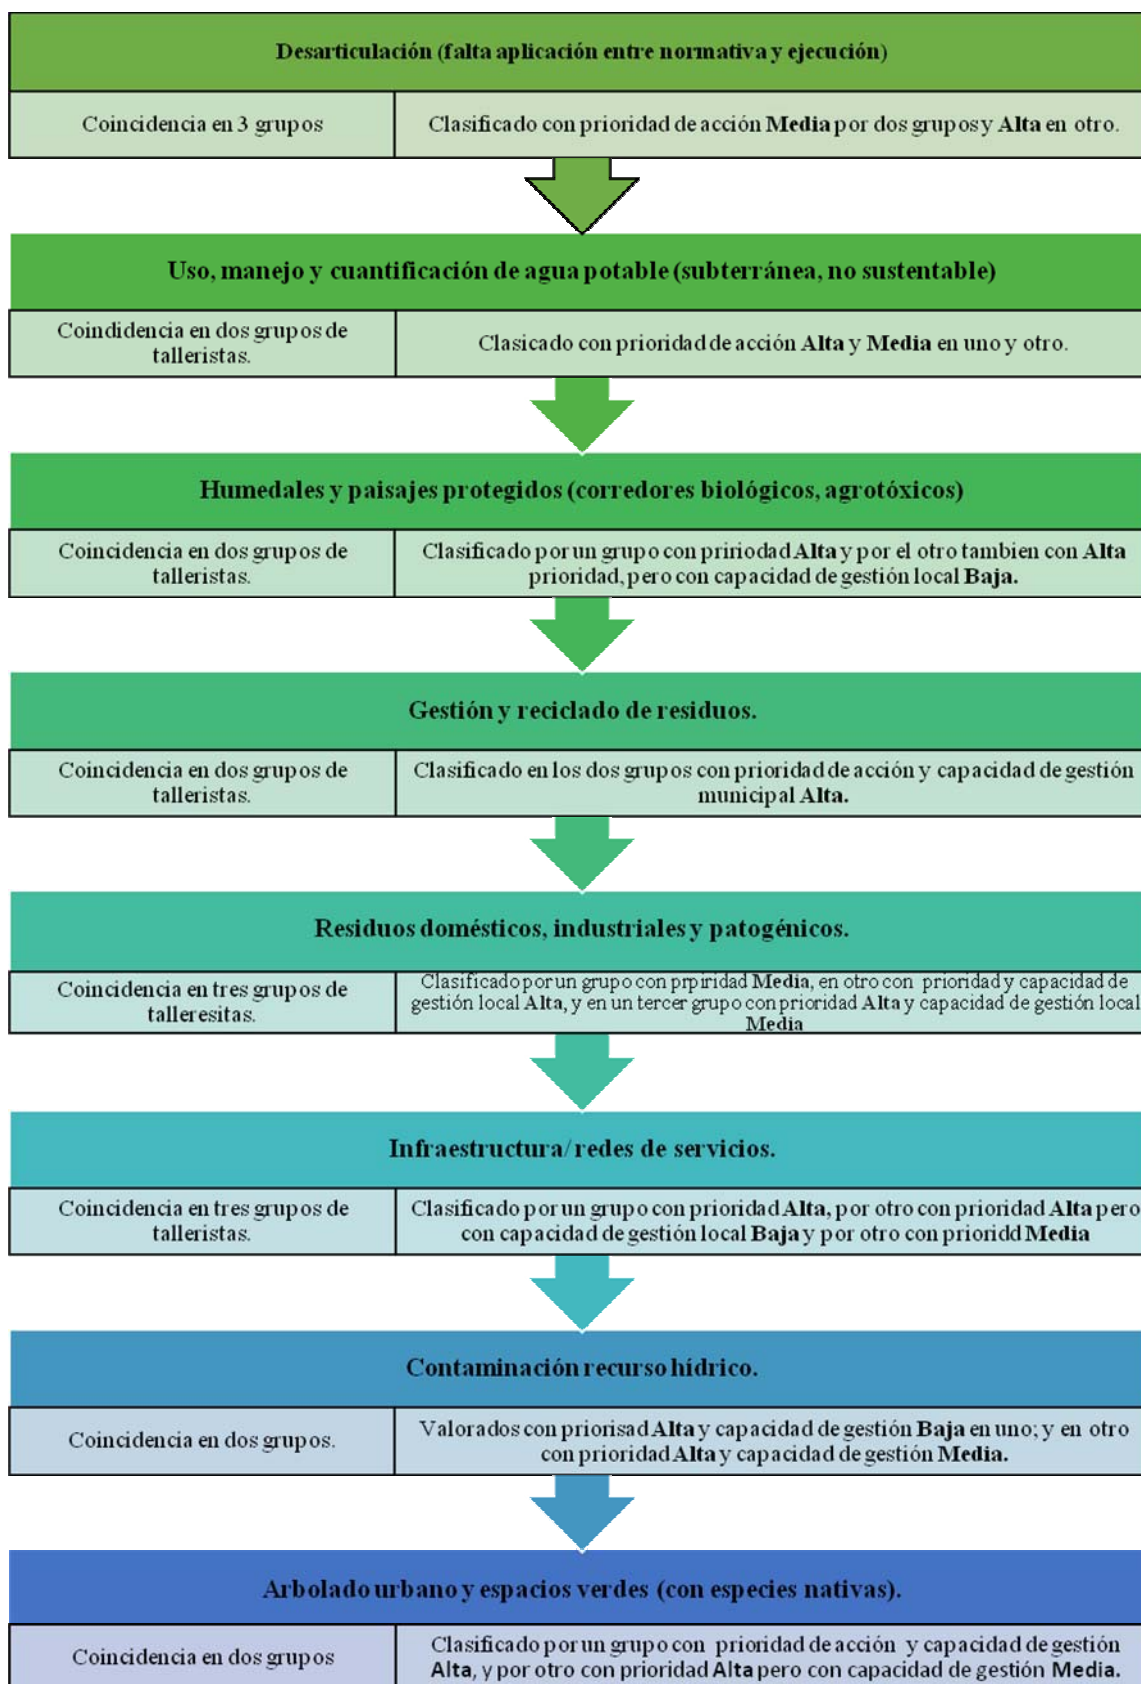 Desarticulación (falta aplicación entre normativa y ejecución)
Coincidencia en 3 grupos
Clasificado con prioridad de acción Media por dos grupos y Alta en otro.
Uso, manejo y cuantificación de agua potable (subterránea, no sustentable)
Coindidencia en dos grupos de
talleristas.
Clasicado con prioridad de acción Alta y Media en uno y otro.
Humedales y paisajes protegidos (corredores biológicos, agrotóxicos)
Coincidencia en dos grupos de
talleristas.
Clasificado por un grupo con pririodad Alta y por el otro tambien con Alta
prioridad, pero con capacidad de gestión local Baja.
Gestión y reciclado de residuos.
Coincidencia en dos grupos de
talleristas.
Clasificado en los dos grupos con prioridad de acción y capacidad de gestión
municipal Alta.
Residuos domésticos, industriales y patogénicos.
Coincidencia en tres grupos de
talleresitas.
Clasificado por un grupo con prpiridad Media, en otro con prioridad y capacidad de
gestión local Alta, y en un tercer grupo con prioridad Alta y capacidad de gestión local
Media
Infraestructura/ redes de servicios.
Coincidencia en tres grupos de
talleristas.
Clasificado por un grupo con prioridad Alta, por otro con prioridad Alta pero
con capacidad de gestión local Baja y por otro con prioridd Media
Contaminación recurso hídrico.
Coincidencia en dos grupos.
Valorados con priorisad Alta y capacidad de gestión Baja en uno; y en otro
con prioridad Alta y capacidad de gestión Media.
Arbolado urbano y espacios verdes (con especies nativas).
Coincidencia en dos grupos
Clasificado por un grupo con prioridad de acción y capacidad de gestión
Alta, y por otro con prioridad Alta pero con capacidad de gestión Media.